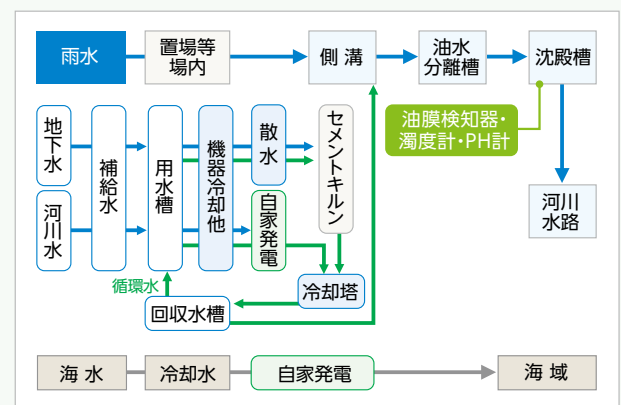 雨水
置場等
場内
側 溝
油水
分離槽
沈殿槽
油膜検知器・
濁度計・PH計
河川
水路
地下水
河川水
補給水
用水槽
機器冷却他
散水
自家発電
セメントキルン
冷却塔
循環水
回収水槽
海 水
冷却水
自家発電
海 域